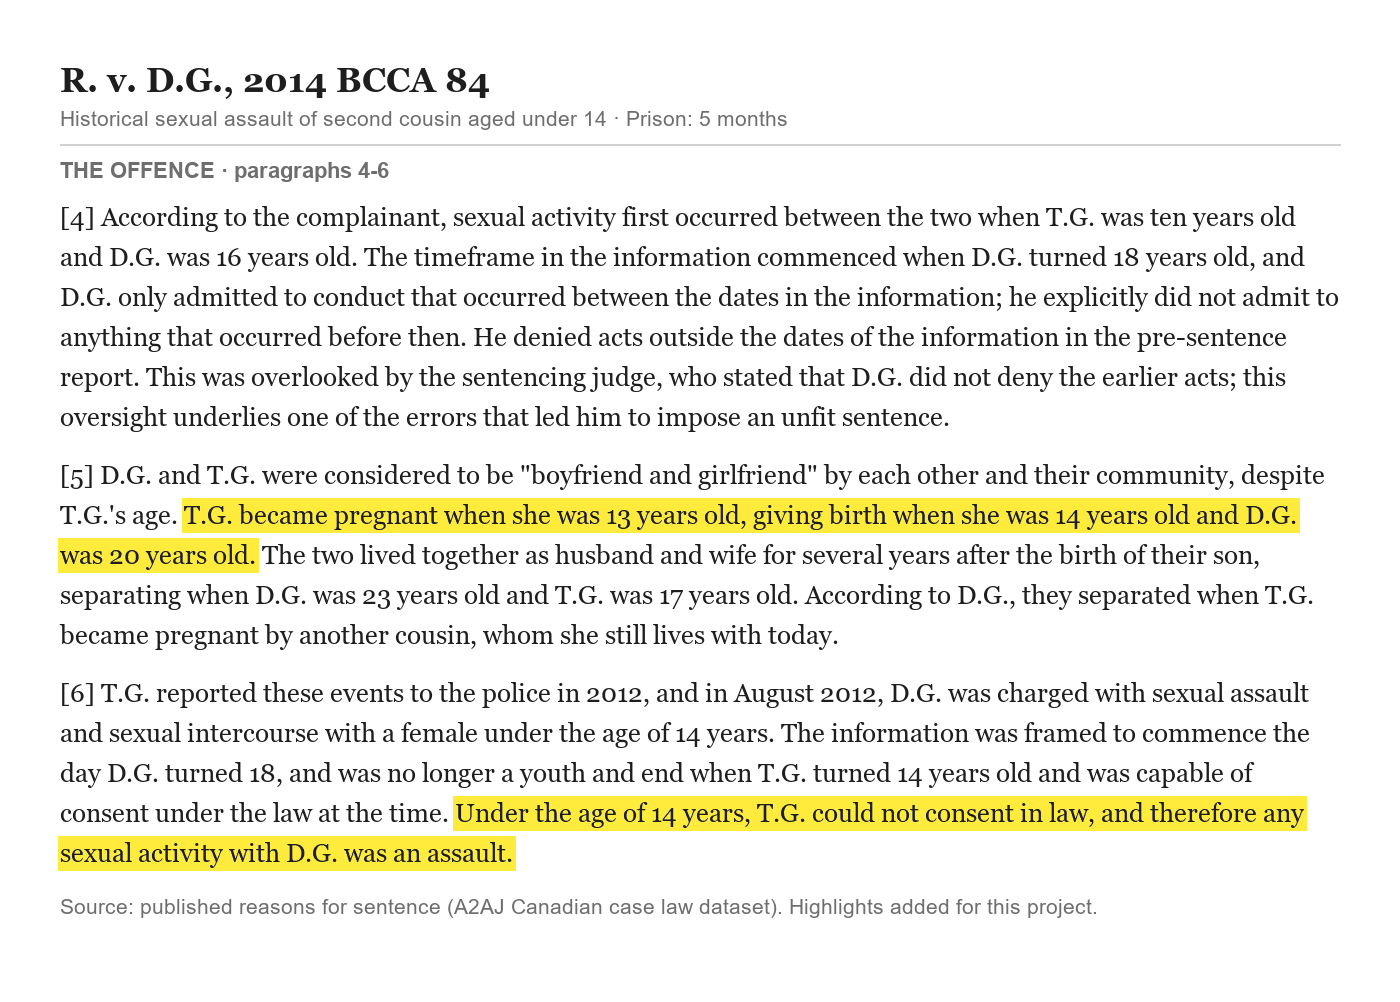 R. v. D.G., 2014 BCCA 84
Historical sexual assault of second cousin aged under 14 · Prison: 5 months
THE OFFENCE · paragraphs 4-6
[4] According to the complainant, sexual activity first occurred between the two when T.G. was ten years old
and D.G. was 16 years old. The timeframe in the information commenced when D.G. turned 18 years old, and
D.G. only admitted to conduct that occurred between the dates in the information; he explicitly did not admit to
anything that occurred before then. He denied acts outside the dates of the information in the pre-sentence
report. This was overlooked by the sentencing judge, who stated that D.G. did not deny the earlier acts; this
oversight underlies one of the errors that led him to impose an unfit sentence.
[5] D.G. and T.G. were considered to be "boyfriend and girlfriend" by each other and their community, despite
T.G.'s age. T.G. became pregnant when she was 13 years old, giving birth when she was 14 years old and D.G.
was 20 years old. The two lived together as husband and wife for several years after the birth of their son,
separating when D.G. was 23 years old and T.G. was 17 years old. According to D.G., they separated when T.G.
became pregnant by another cousin, whom she still lives with today.
[6] T.G. reported these events to the police in 2012, and in August 2012, D.G. was charged with sexual assault
and sexual intercourse with a female under the age of 14 years. The information was framed to commence the
day D.G. turned 18, and was no longer a youth and end when T.G. turned 14 years old and was capable of
consent under the law at the time. Under the age of 14 years, T.G. could not consent in law, and therefore any
sexual activity with D.G. was an assault.
Source: published reasons for sentence (A2AJ Canadian case law dataset). Highlights added for this project.